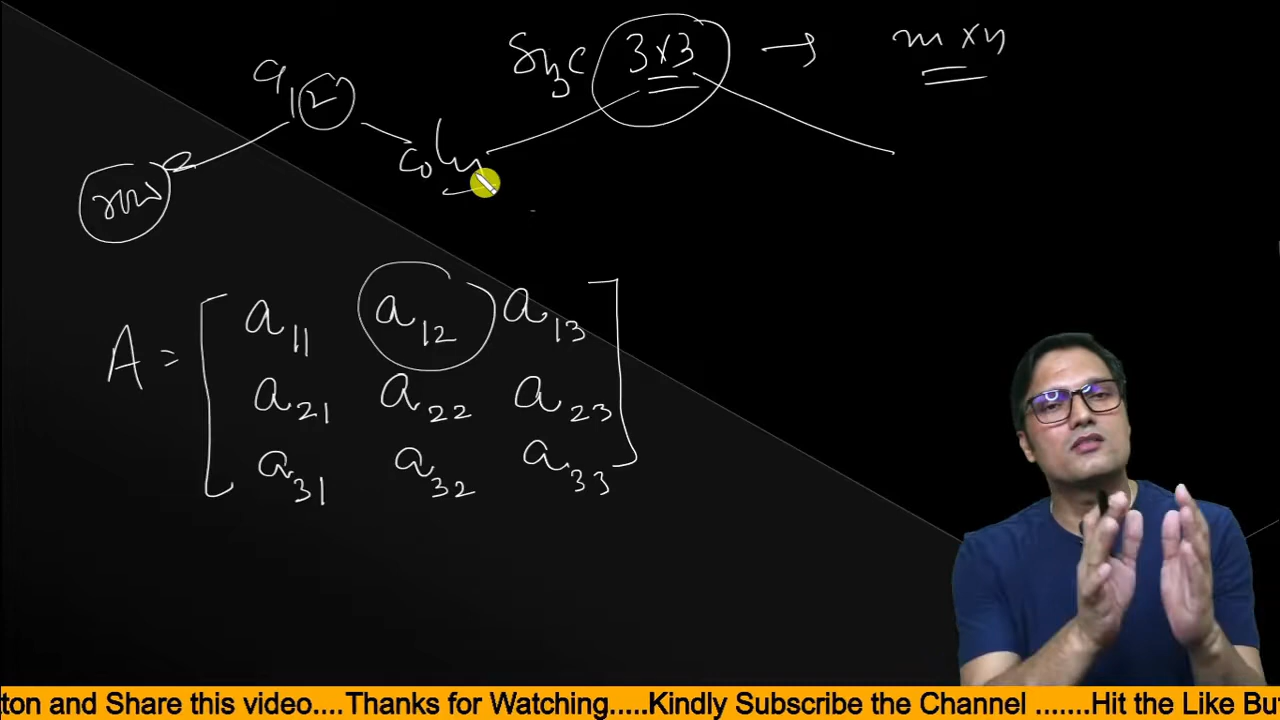 Size 3×3 → m×n
a12
row colm
A = [ a11 a12 a13
a21 a22 a23
a31 a32 a33 ]
ton and Share this video....Thanks for Watching.....Kindly Subscribe the Channel .......Hit the Like Bu